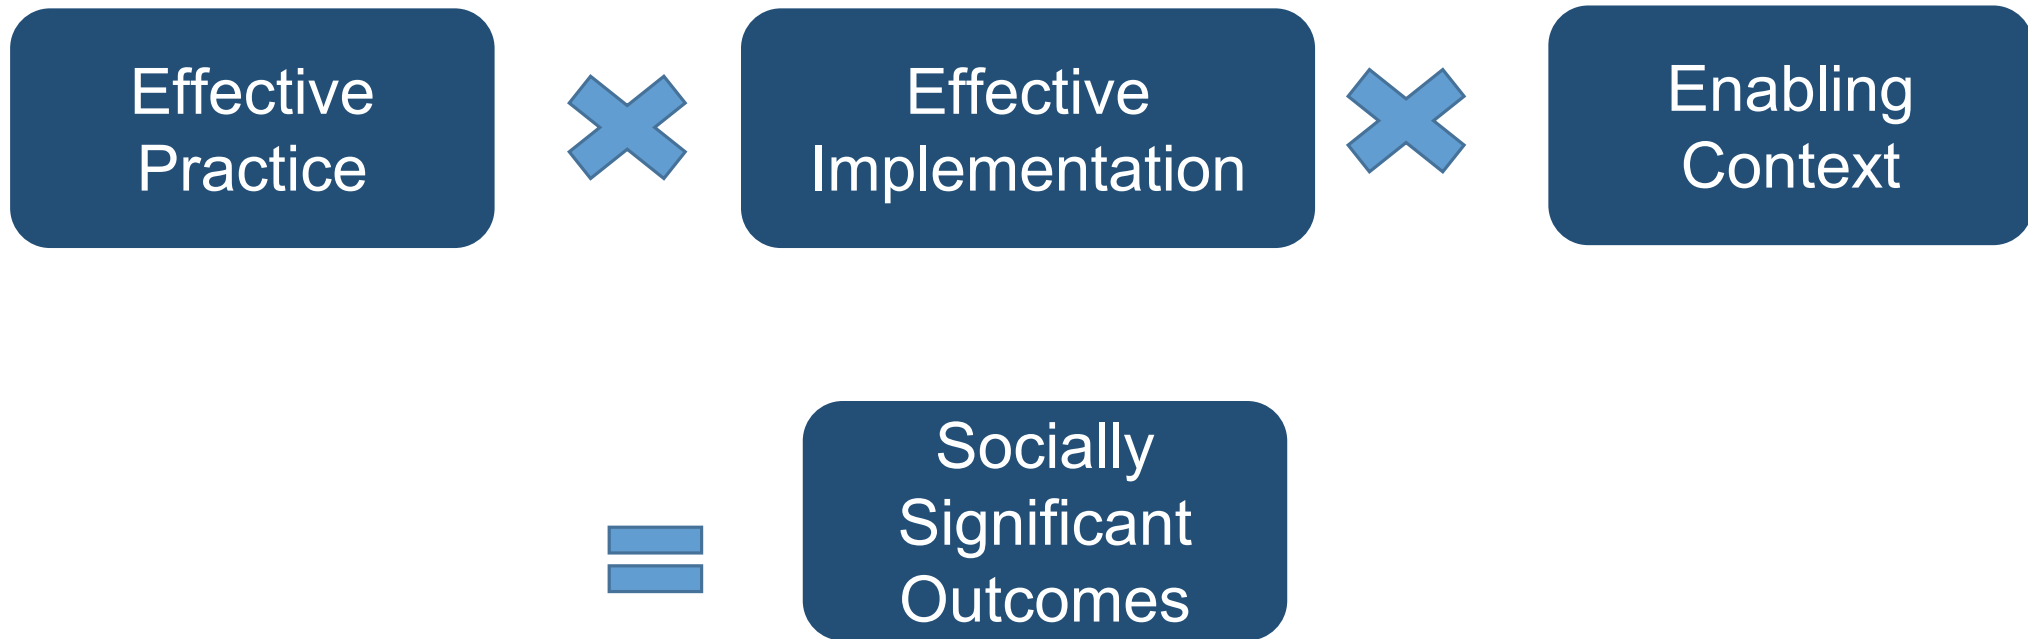 Effective
Practice
Effective
Implementation
Enabling
Context
Socially
Significant
Outcomes